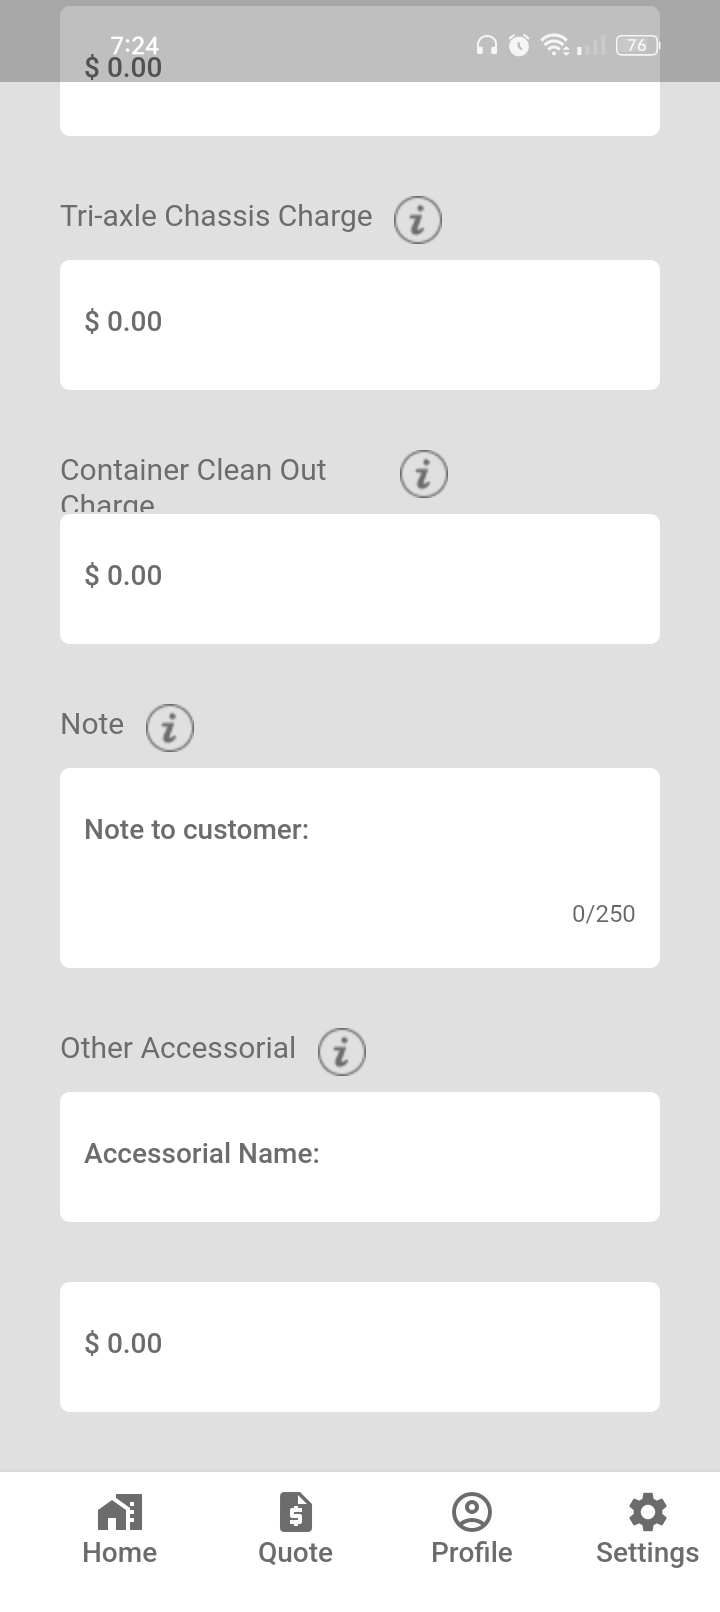 7:24
76
$ 0.00
Tri-axle Chassis Charge
$ 0.00
Container Clean Out
Charge
$ 0.00
Note
Note to customer:
0/250
Other Accessorial
Accessorial Name:
$ 0.00
Home
Quote
Profile
Settings